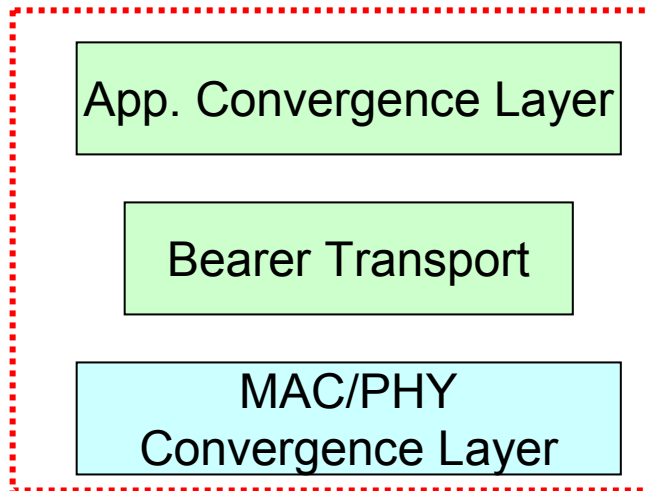 App. Convergence Layer
Bearer Transport
MAC/PHY
Convergence Layer